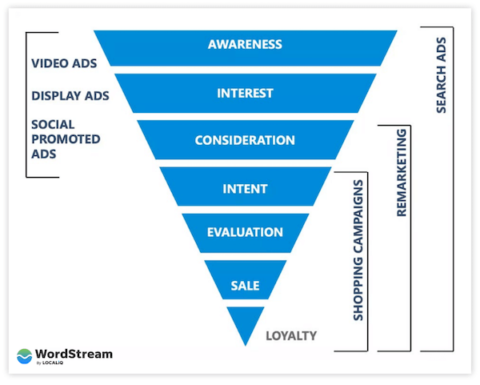 AWARENESS
INTEREST
CONSIDERATION
INTENT
EVALUATION
SALE
LOYALTY
VIDEO ADS
DISPLAY ADS
SOCIAL
PROMOTED
ADS
SHOPPING CAMPAIGNS
REMARKETING
SEARCH ADS
WordStream
by LOCALiQ